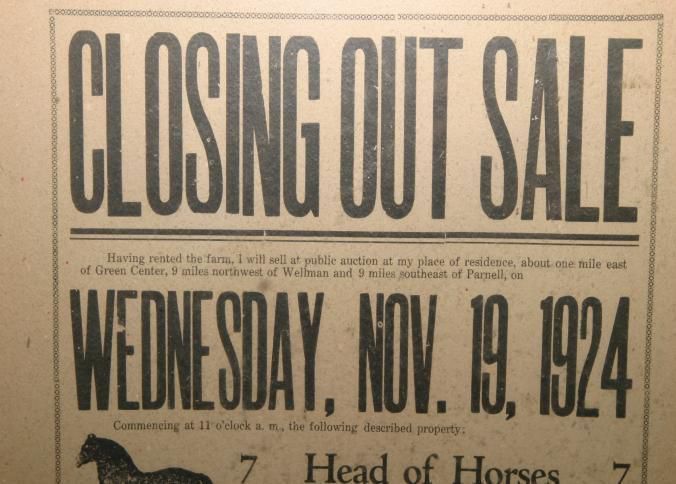 CLOSING OUT SALE
Having rented the farm, I will sell at public auction at my place of residence, about one mile east
of Green Center, 9 miles northwest of Wellman and 9 miles southeast of Parnell, on
WEDNESDAY, NOV. 19, 1924
Commencing at 11 o'clock a. m., the following described property:
7 Head of Horses 7